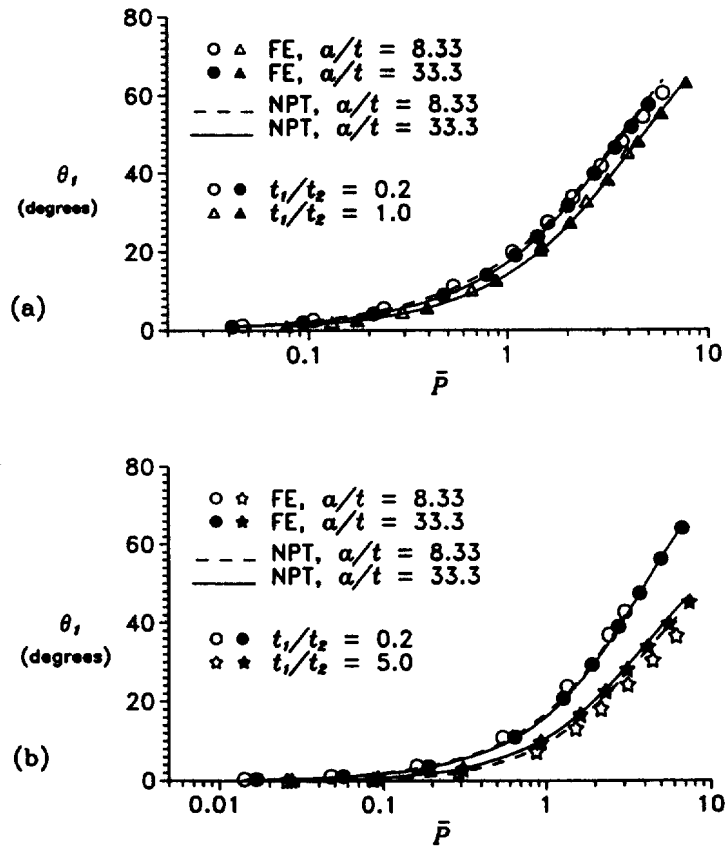 80
○ △ FE, a/t = 8.33
● ▲ FE, a/t = 33.3
60
NPT, a/t = 8.33
NPT, a/t = 33.3
θ₁
(degrees)
40
○ ● t₁/t₂ = 0.2
△ ▲ t₁/t₂ = 1.0
20
(a)
0
0.1 1 10
P̄
80
○ ☆ FE, a/t = 8.33
● ★ FE, a/t = 33.3
60
NPT, a/t = 8.33
NPT, a/t = 33.3
θ₁
(degrees)
40
○ ● t₁/t₂ = 0.2
☆ ★ t₁/t₂ = 5.0
20
(b)
0
0.01 0.1 1 10
P̄